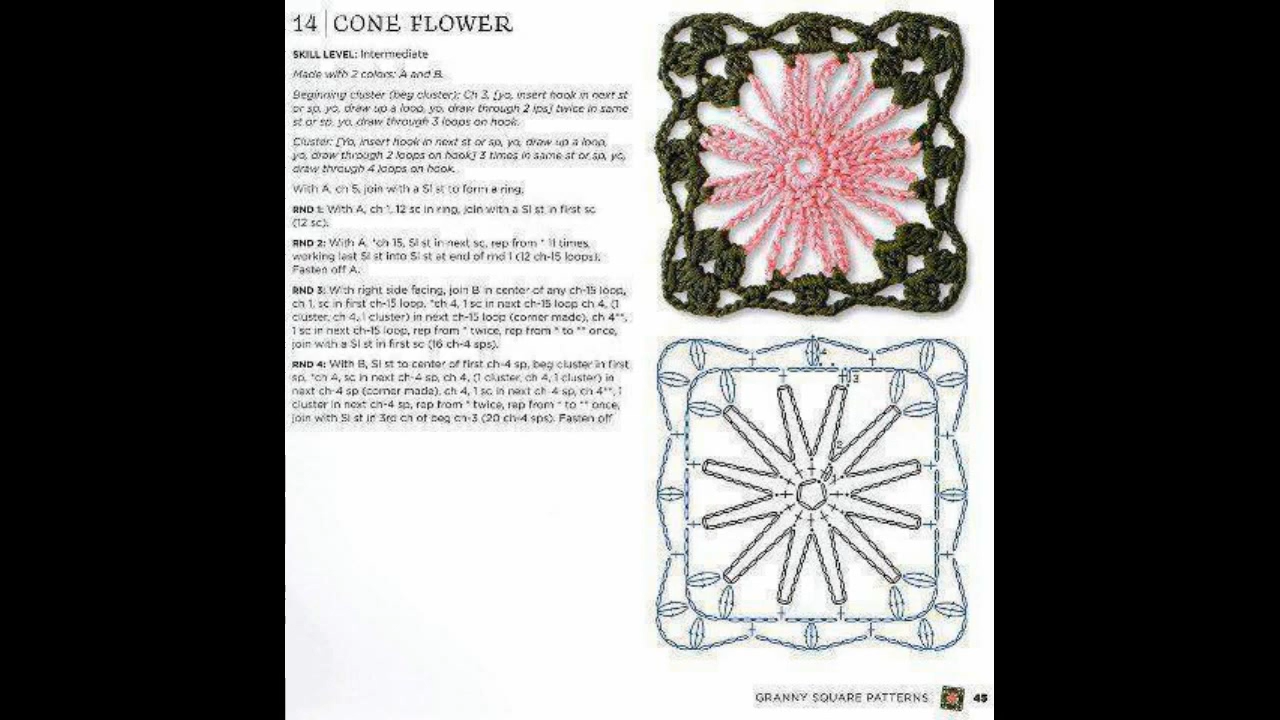 14 | CONE FLOWER
SKILL LEVEL: Intermediate
Made with 2 colors: A and B.
Beginning cluster (beg cluster): Ch 3, [yo, insert hook in next st
or sp, yo, draw up a loop, yo, draw through 2 lps] twice in same
st or sp, yo, draw through 3 loops on hook.
Cluster: [Yo, insert hook in next st or sp, yo, draw up a loop,
yo, draw through 2 loops on hook] 3 times in same st or sp, yo,
draw through 4 loops on hook.
With A, ch 5, join with a Sl st to form a ring.
RND 1: With A, ch 1, 12 sc in ring, join with a Sl st in first sc
(12 sc).
RND 2: With A, *ch 15, Sl st in next sc, rep from * 11 times,
working last Sl st into Sl st at end of rnd 1 (12 ch-15 loops).
Fasten off A.
RND 3: With right side facing, join B in center of any ch-15 loop,
ch 1, sc in first ch-15 loop, *ch 4, 1 sc in next ch-15 loop ch 4, (1
cluster, ch 4, 1 cluster) in next ch-15 loop (corner made), ch 4**,
1 sc in next ch-15 loop, rep from * twice, rep from * to ** once,
join with a Sl st in first sc (16 ch-4 sps).
RND 4: With B, Sl st to center of first ch-4 sp, beg cluster in first
sp, *ch 4, sc in next ch-4 sp, ch 4, (1 cluster, ch 4, 1 cluster) in
next ch-4 sp (corner made), ch 4, 1 sc in next ch-4 sp, ch 4**, 1
cluster in next ch-4 sp, rep from * twice, rep from * to ** once,
join with Sl st in 3rd ch of beg ch-3 (20 ch-4 sps). Fasten off
4
3
2
GRANNY SQUARE PATTERNS 45